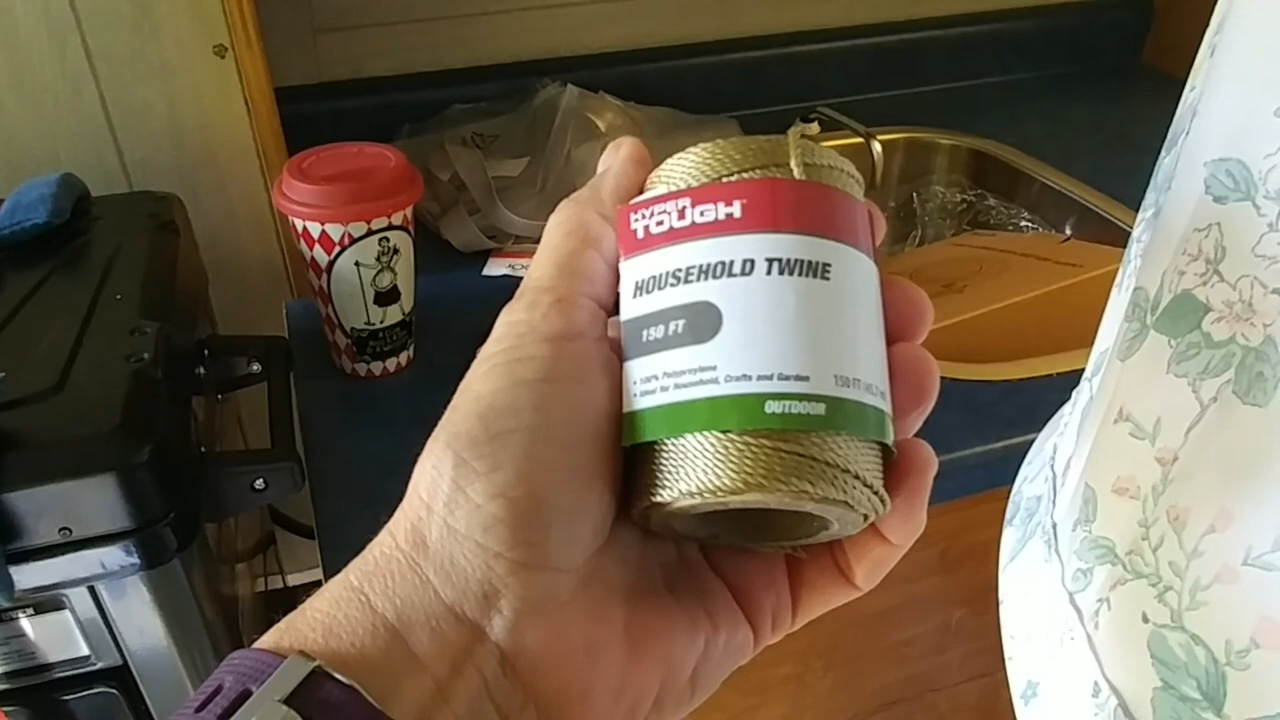 HYPER
TOUGH
HOUSEHOLD TWINE
150 FT
• 100% Polypropylene
• Ideal for Household, Crafts and Garden
150 FT
OUTDOOR